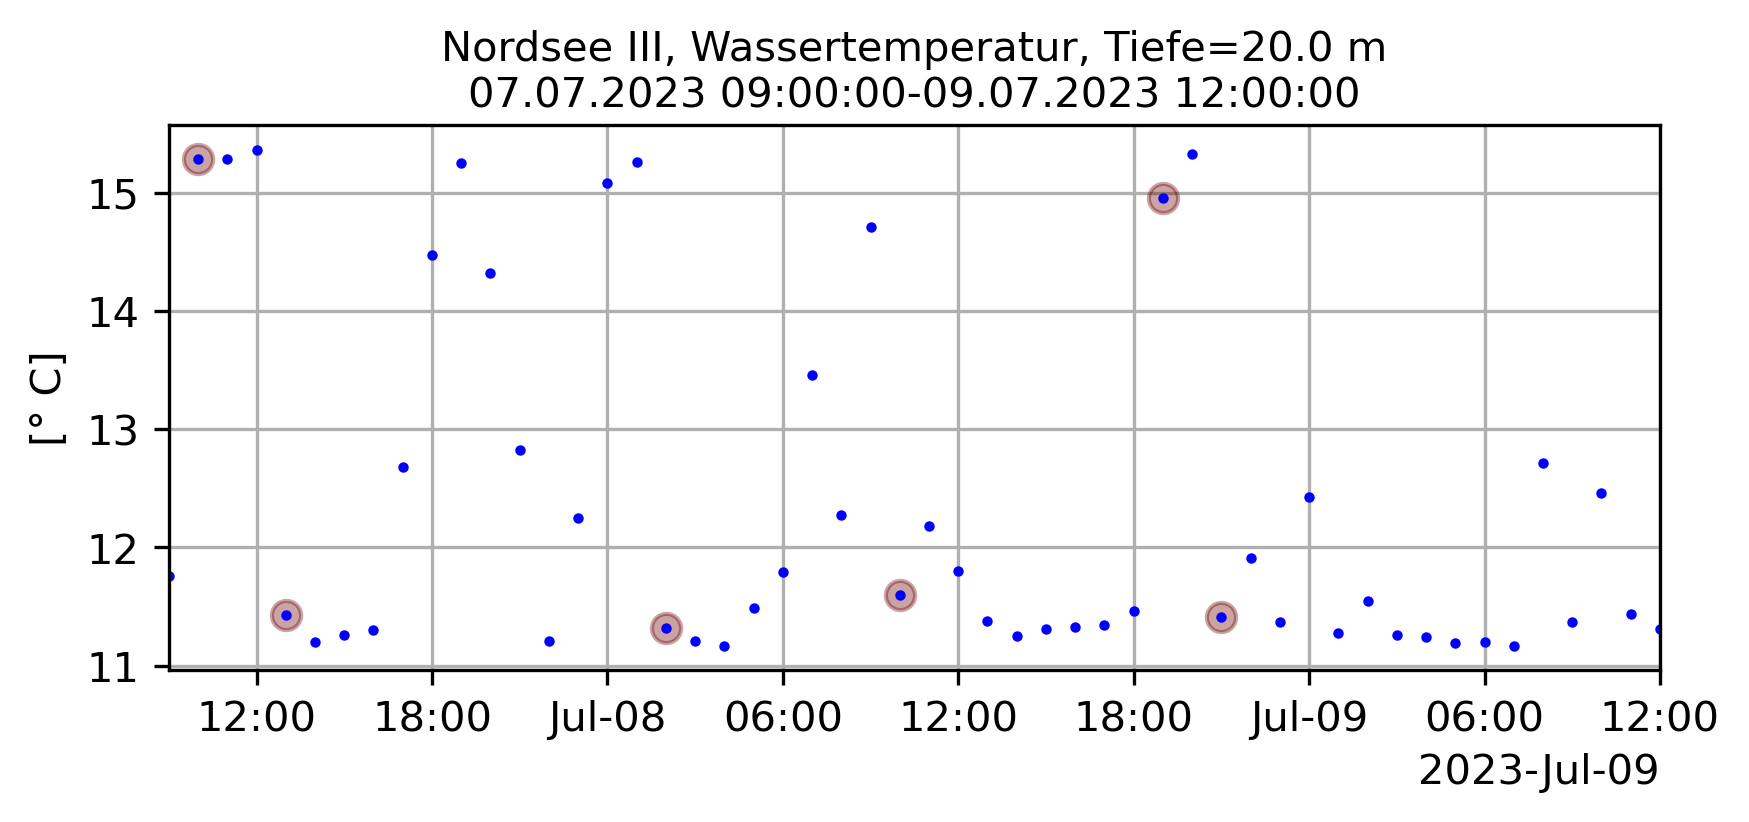 Nordsee III, Wassertemperatur, Tiefe=20.0 m
07.07.2023 09:00:00-09.07.2023 12:00:00
[° C]
15
14
13
12
11
12:00 18:00 Jul-08 06:00 12:00 18:00 Jul-09 06:00 12:00
2023-Jul-09